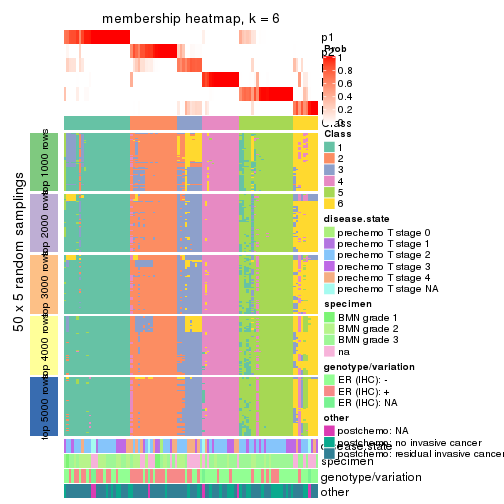 membership heatmap, k = 6
p1
p2
Prob
1
0.8
0.6
0.4
0.2
0
Class
Class
1
2
3
4
5
6
50 x 5 random samplings
top 1000 rows
top 2000 rows
top 3000 rows
top 4000 rows
top 5000 rows
disease.state
prechemo T stage 0
prechemo T stage 1
prechemo T stage 2
prechemo T stage 3
prechemo T stage 4
prechemo T stage NA
specimen
BMN grade 1
BMN grade 2
BMN grade 3
na
genotype/variation
ER (IHC): -
ER (IHC): +
ER (IHC): NA
other
postchemo: NA
postchemo: no invasive cancer
postchemo: residual invasive cancer
disease.state
specimen
genotype/variation
other